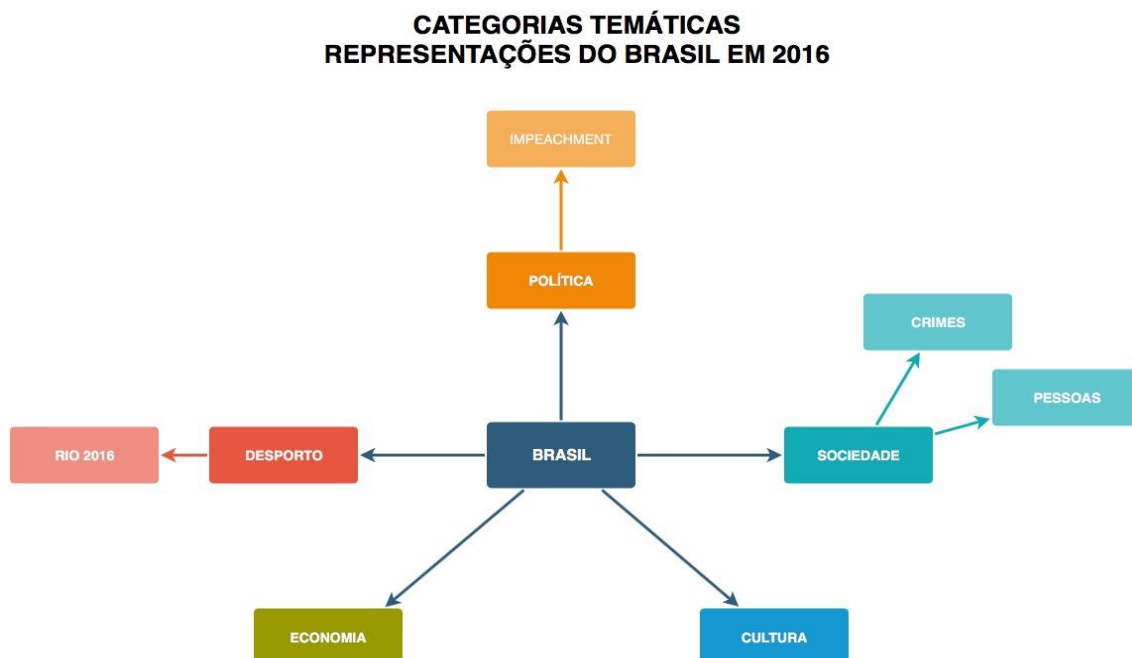 CATEGORIAS TEMÁTICAS
REPRESENTAÇÕES DO BRASIL EM 2016
IMPEACHMENT
POLÍTICA
CRIMES
PESSOAS
RIO 2016
DESPORTO
BRASIL
SOCIEDADE
ECONOMIA
CULTURA